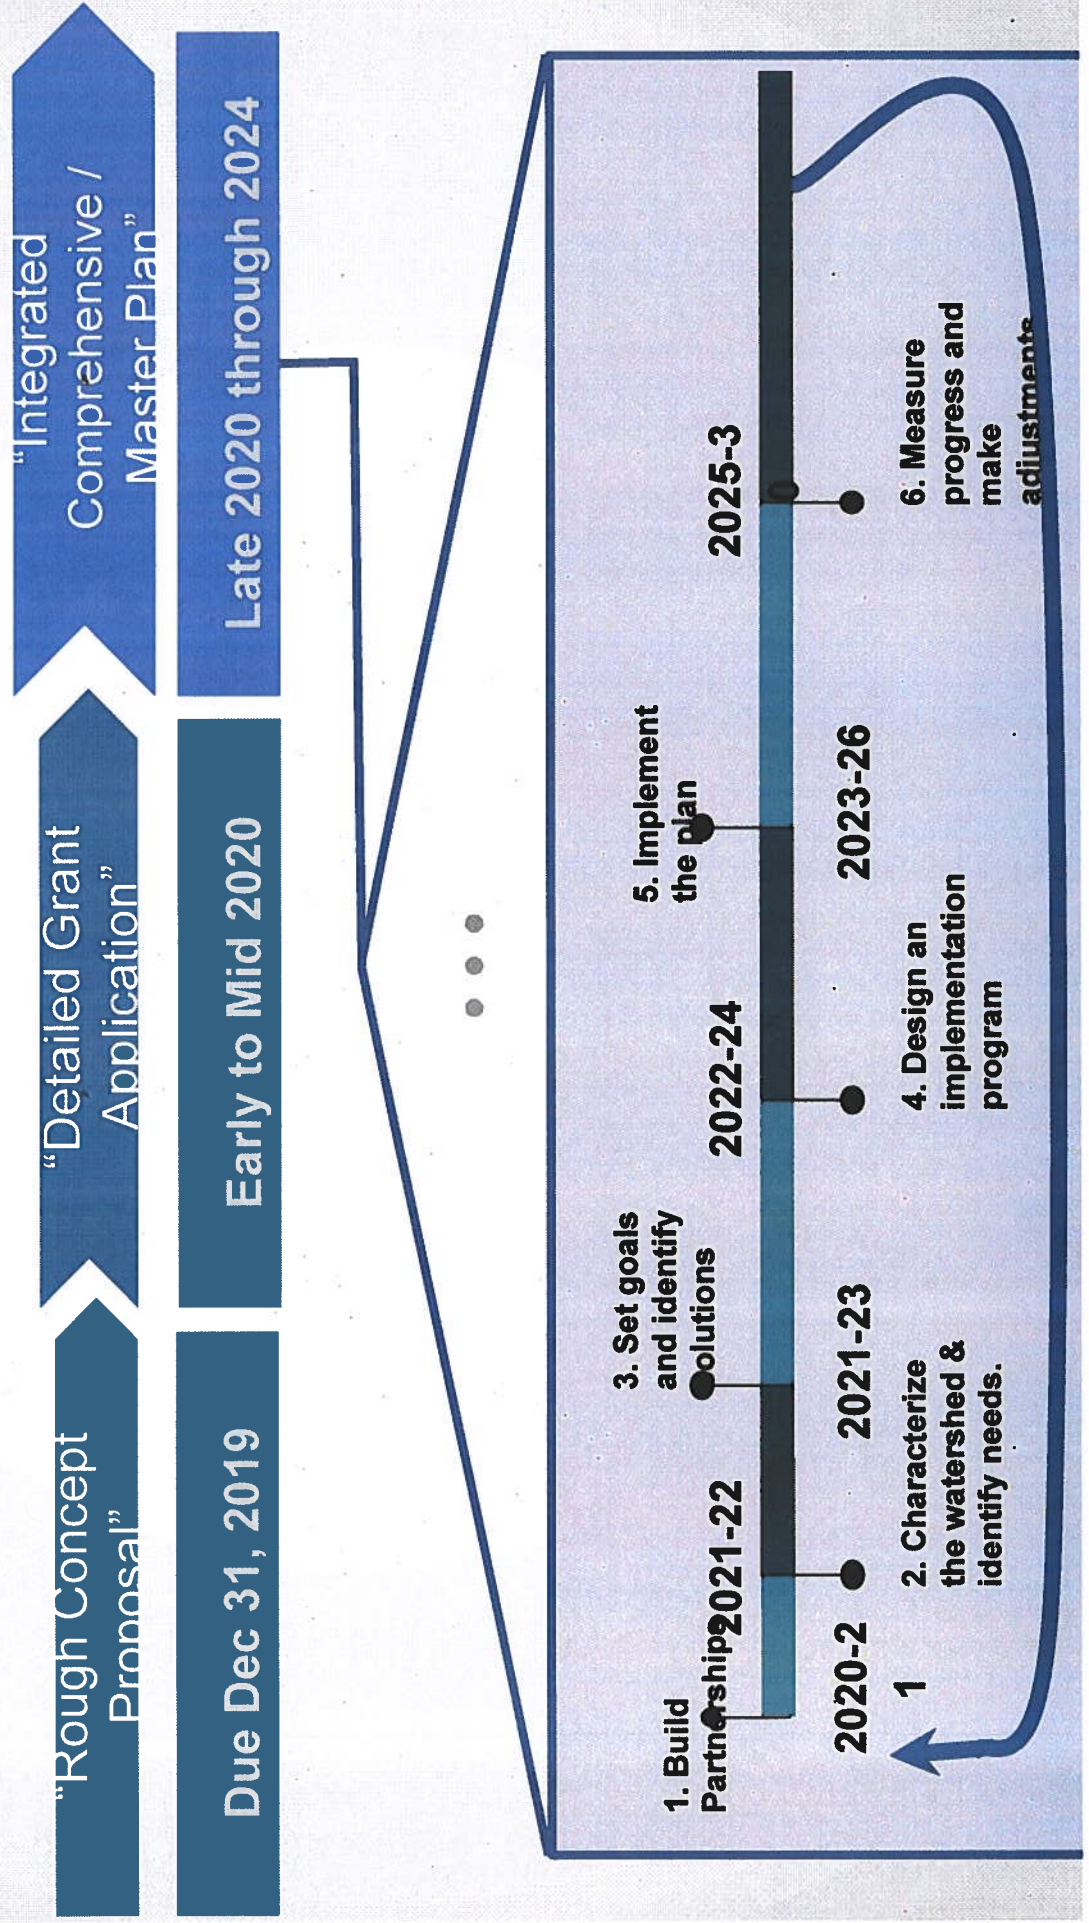 “Rough Concept
Proposal”
“Detailed Grant
Application”
“Integrated
Comprehensive /
Master Plan”
Due Dec 31, 2019
Early to Mid 2020
Late 2020 through 2024
1. Build
Partnerships
2020-2
1
2021-22
2. Characterize
the watershed &
identify needs.
3. Set goals
and identify
solutions
2021-23
2022-24
4. Design an
implementation
program
5. Implement
the plan
2023-26
2025-3
6. Measure
progress and
make
adjustments